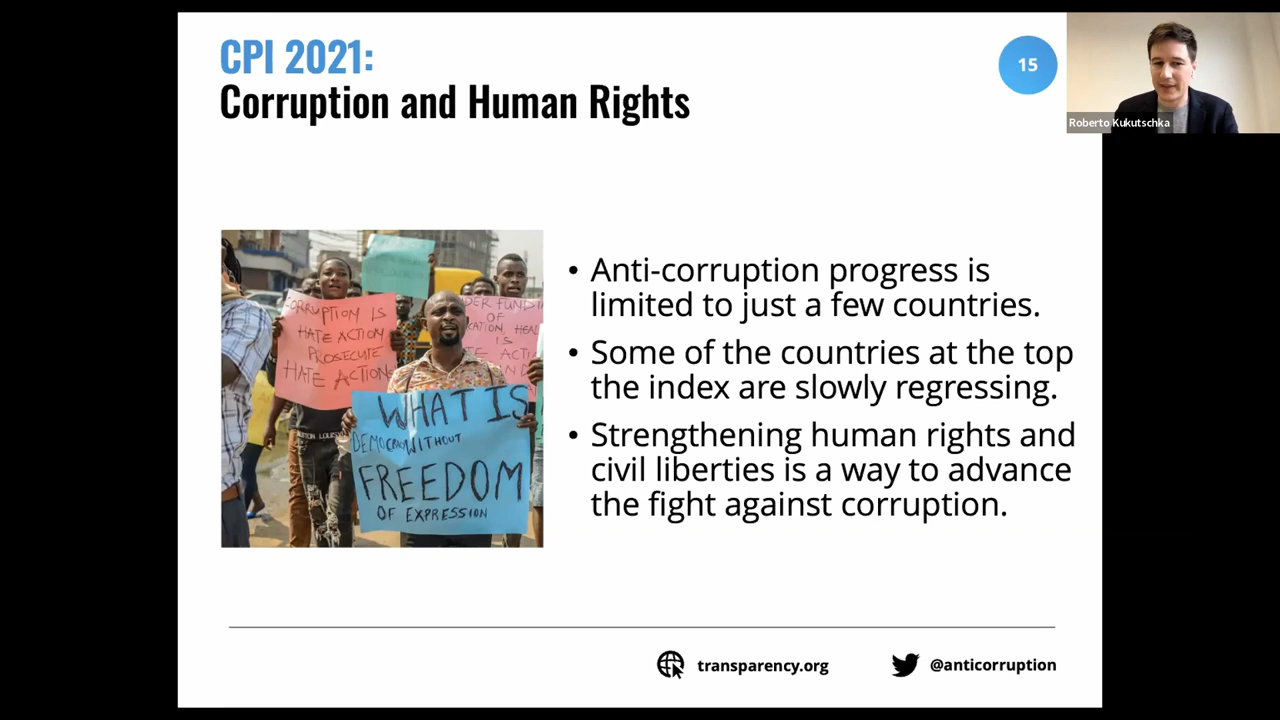 CPI 2021:
Corruption and Human Rights
15
Roberto Kukutschka
CORRUPTION IS
HATE ACTION
PROSECUTE
HATE ACTION
OF
IS
WHAT IS
DEMOCRACY WITHOUT
FREEDOM
OF EXPRESSION
• Anti-corruption progress is
limited to just a few countries.
• Some of the countries at the top
the index are slowly regressing.
• Strengthening human rights and
civil liberties is a way to advance
the fight against corruption.
transparency.org
@anticorruption